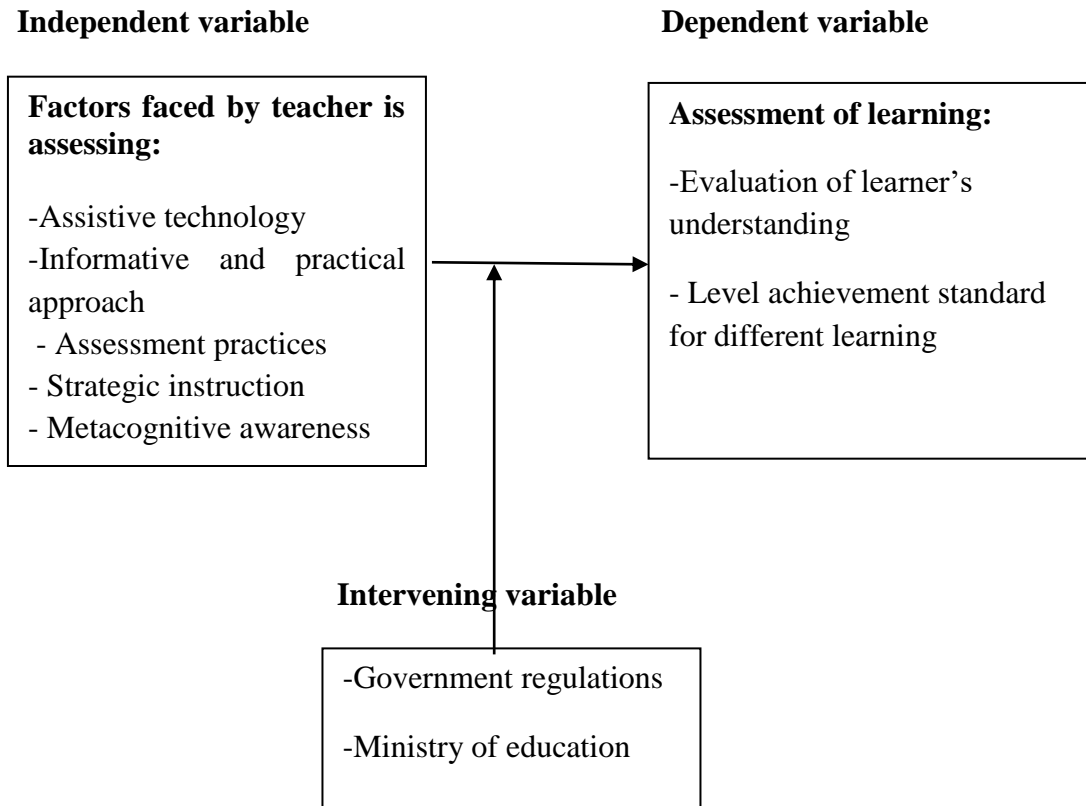 Independent variable
Dependent variable
Factors faced by teacher is
assessing:
-Assistive technology
-Informative and practical
approach
- Assessment practices
- Strategic instruction
- Metacognitive awareness
Assessment of learning:
-Evaluation of learner’s
understanding
- Level achievement standard
for different learning
Intervening variable
-Government regulations
-Ministry of education